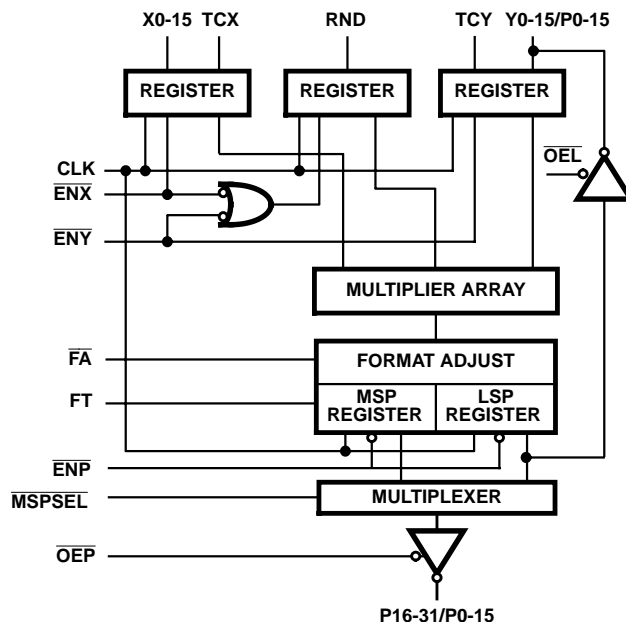 X0-15 TCX RND TCY Y0-15/P0-15
REGISTER REGISTER REGISTER
CLK
OEL
ENX
ENY
MULTIPLIER ARRAY
FA
FORMAT ADJUST
FT
MSP REGISTER
LSP REGISTER
ENP
MSPSEL
MULTIPLEXER
OEP
P16-31/P0-15